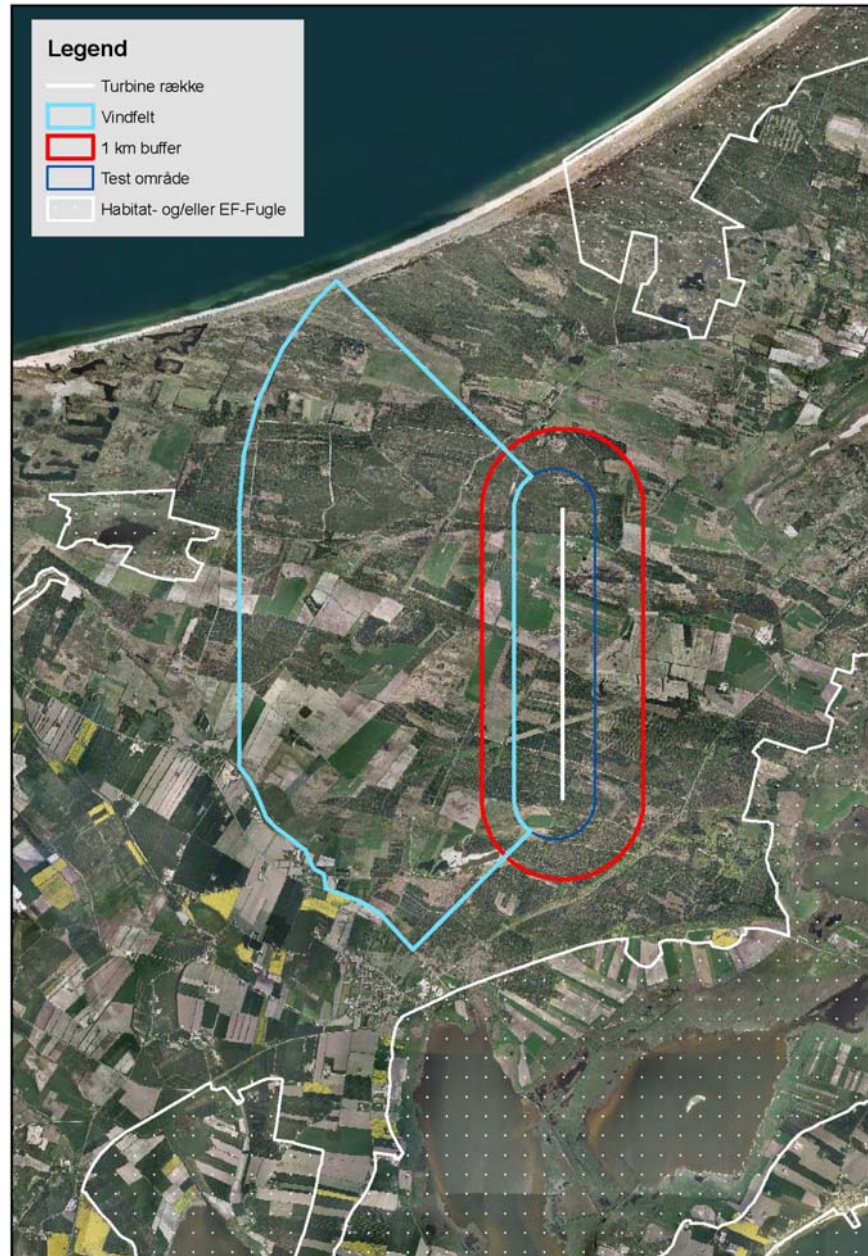 Legend
Turbine række
Vindfelt
1 km buffer
Test område
Habitat- og/eller EF-Fugle